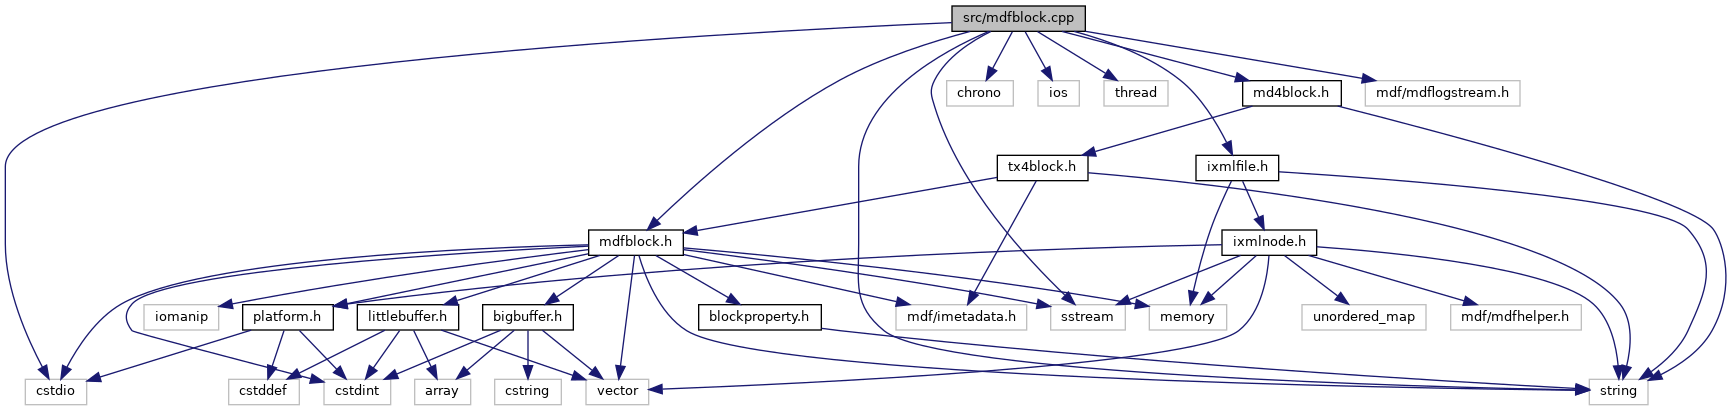 src/mdfblock.cpp
chrono
ios
thread
md4block.h
mdf/mdflogstream.h
tx4block.h
ixmlfile.h
mdfblock.h
ixmlnode.h
iomanip
platform.h
littlebuffer.h
bigbuffer.h
blockproperty.h
mdf/imetadata.h
sstream
memory
unordered_map
mdf/mdfhelper.h
cstdio
cstddef
cstdint
array
cstring
vector
string